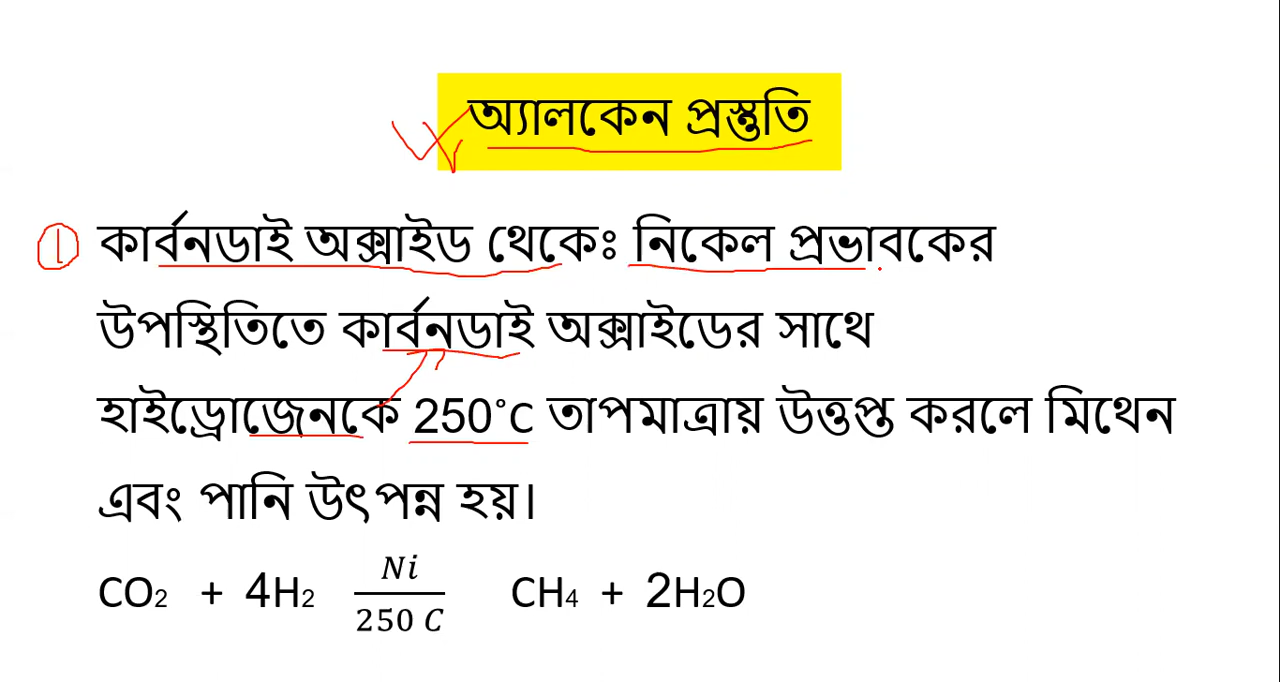 অ্যালকেন প্রস্তুতি
① কার্বনডাই অক্সাইড থেকেঃ নিকেল প্রভাবকের
উপস্থিতিতে কার্বনডাই অক্সাইডের সাথে
হাইড্রোজেনকে 250°C তাপমাত্রায় উত্তপ্ত করলে মিথেন
এবং পানি উৎপন্ন হয়।
CO₂ + 4H₂ Ni/250 C CH₄ + 2H₂O